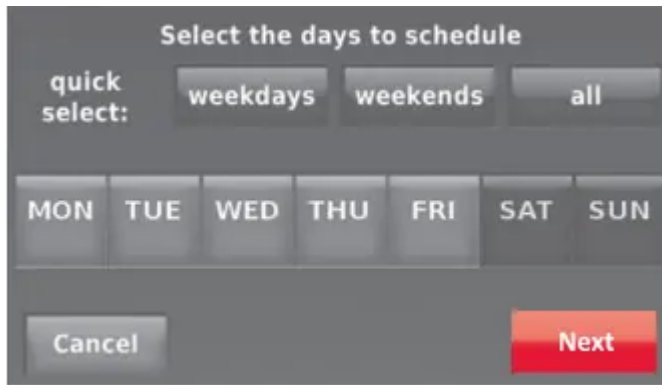 Select the days to schedule
quick
select:
weekdays
weekends
all
MON TUE WED THU FRI SAT SUN
Cancel
Next